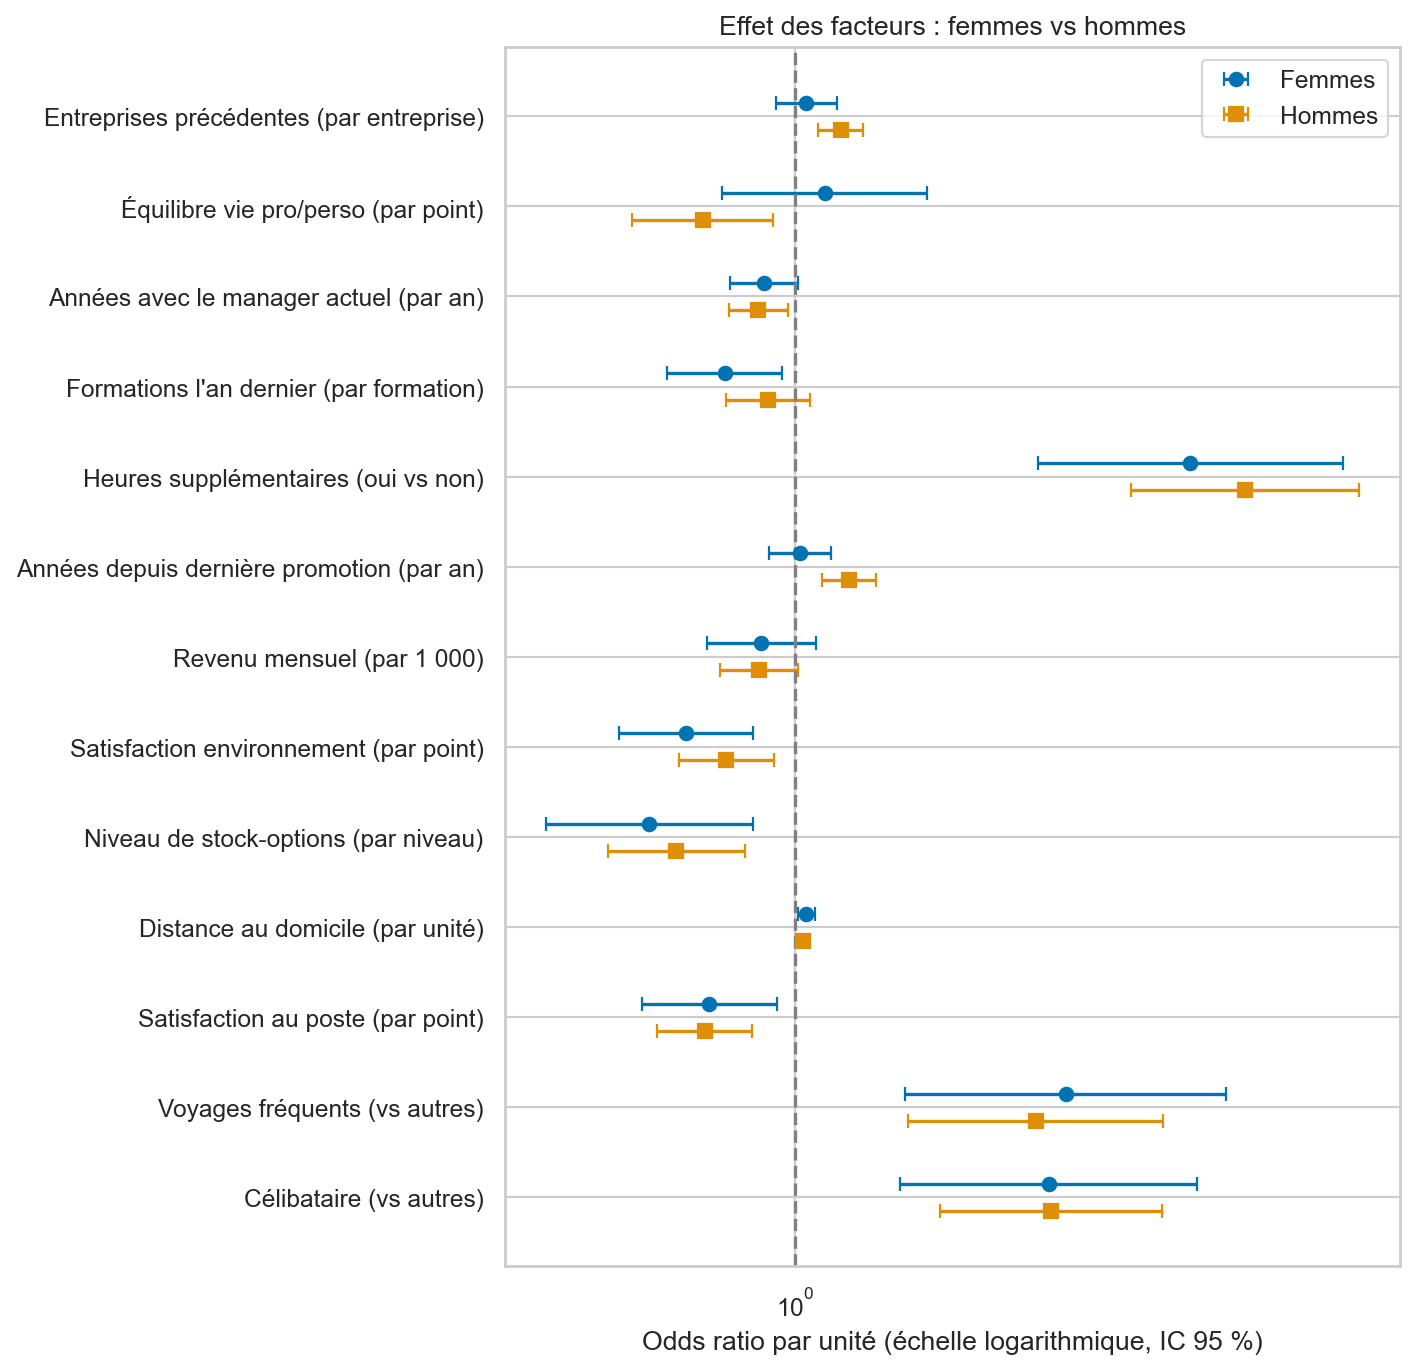 Effet des facteurs : femmes vs hommes
Femmes
Hommes
Entreprises précédentes (par entreprise)
Équilibre vie pro/perso (par point)
Années avec le manager actuel (par an)
Formations l'an dernier (par formation)
Heures supplémentaires (oui vs non)
Années depuis dernière promotion (par an)
Revenu mensuel (par 1 000)
Satisfaction environnement (par point)
Niveau de stock-options (par niveau)
Distance au domicile (par unité)
Satisfaction au poste (par point)
Voyages fréquents (vs autres)
Célibataire (vs autres)
10⁰
Odds ratio par unité (échelle logarithmique, IC 95 %)